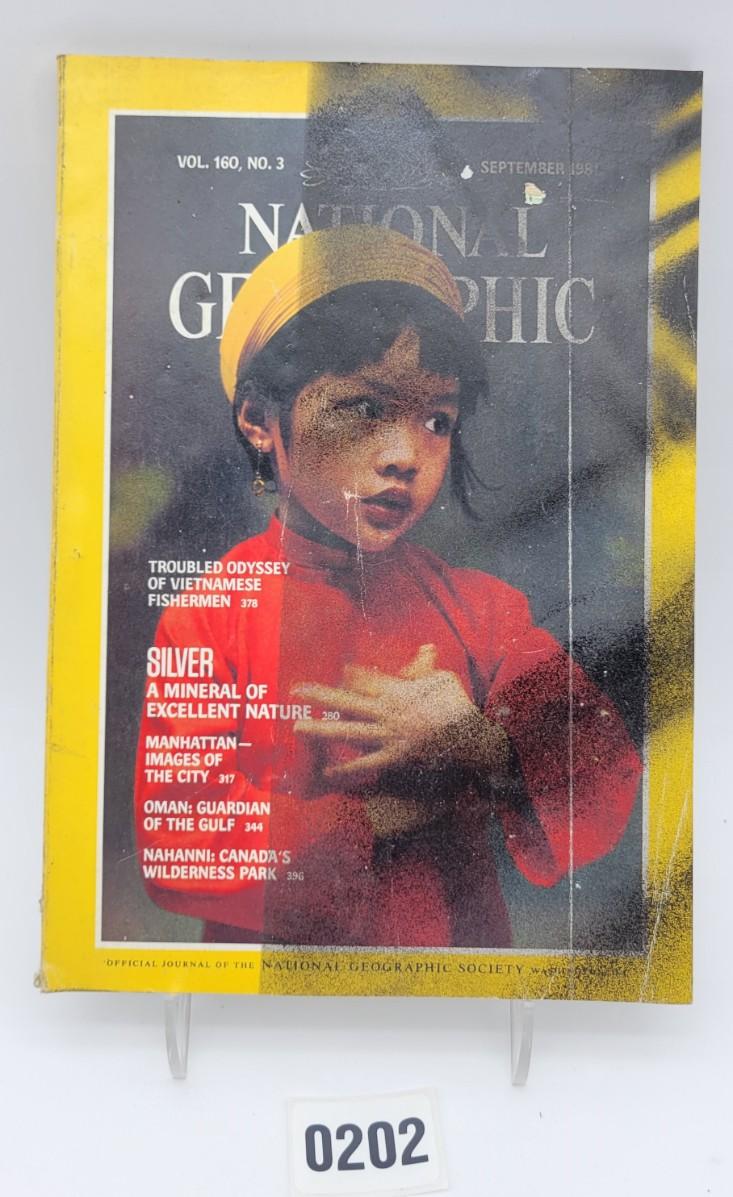 VOL. 160, NO. 3 SEPTEMBER 1981
NATIONAL
GEOGRAPHIC
TROUBLED ODYSSEY
OF VIETNAMESE
FISHERMEN 378
SILVER
A MINERAL OF
EXCELLENT NATURE 280
MANHATTAN—
IMAGES OF
THE CITY 317
OMAN: GUARDIAN
OF THE GULF 344
NAHANNI: CANADA'S
WILDERNESS PARK 396
OFFICIAL JOURNAL OF THE NATIONAL GEOGRAPHIC SOCIETY
0202